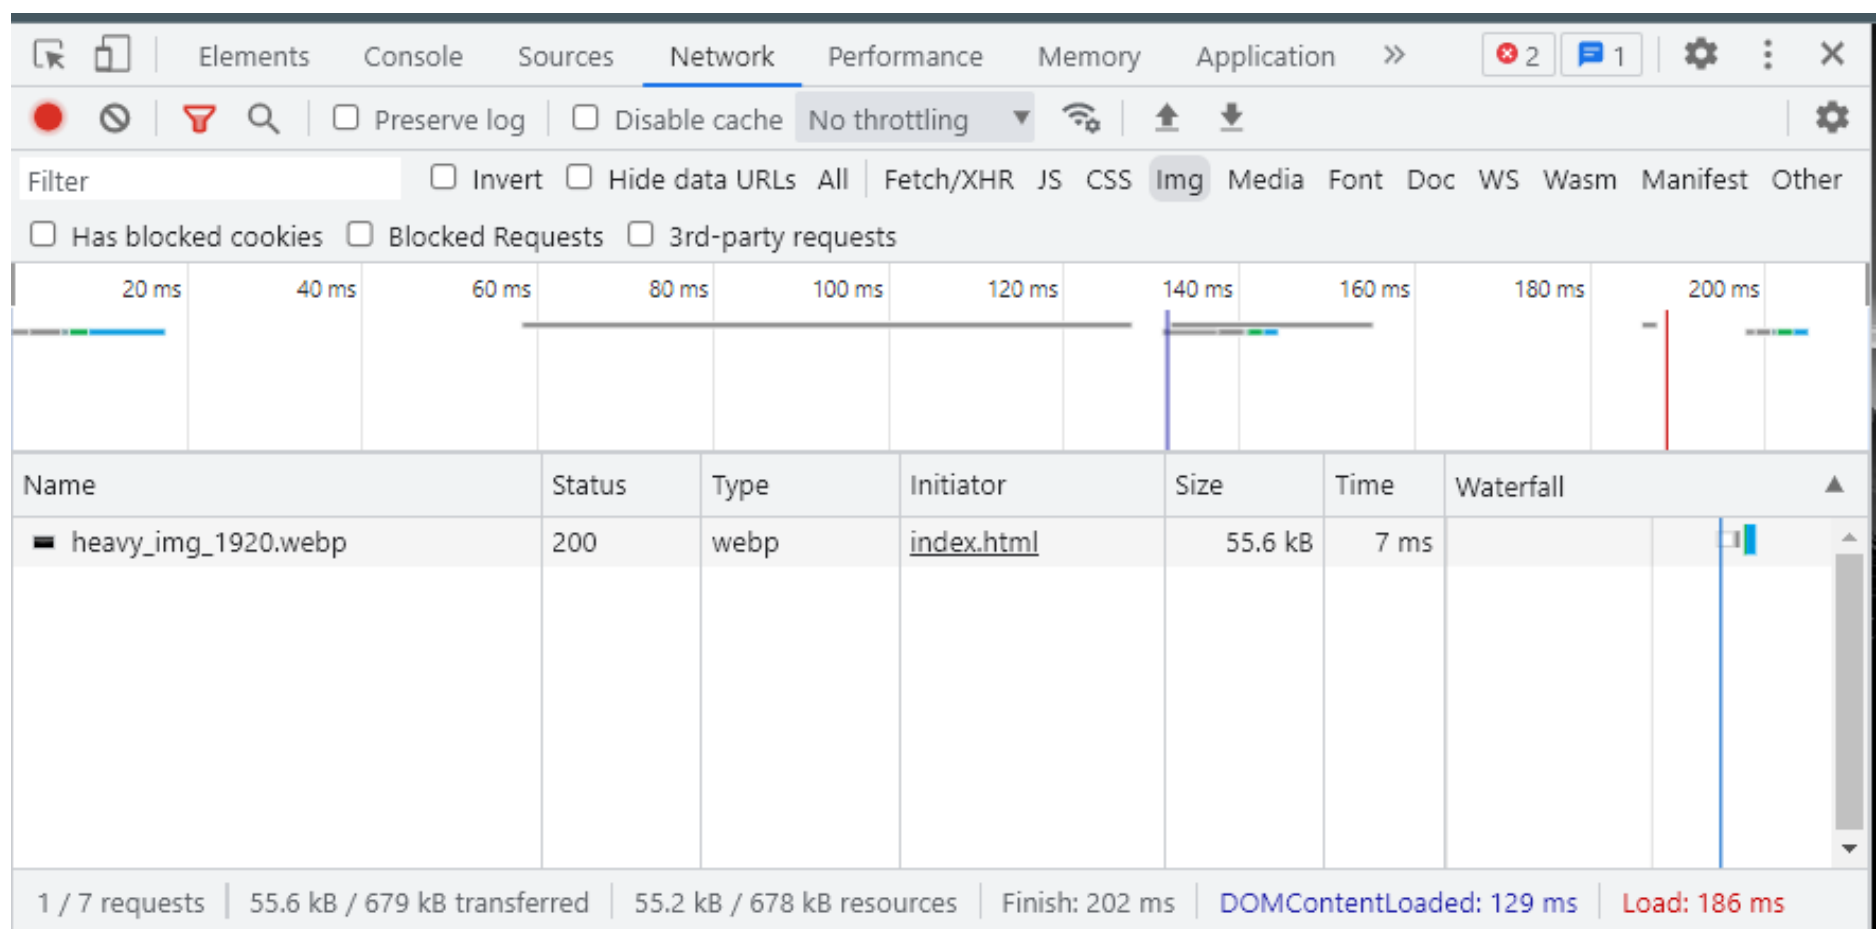 Elements Console Sources Network Performance Memory Application 2 1
Preserve log Disable cache No throttling
Filter Invert Hide data URLs All Fetch/XHR JS CSS Img Media Font Doc WS Wasm Manifest Other
Has blocked cookies Blocked Requests 3rd-party requests
20 ms 40 ms 60 ms 80 ms 100 ms 120 ms 140 ms 160 ms 180 ms 200 ms
Name Status Type Initiator Size Time Waterfall
heavy_img_1920.webp 200 webp index.html 55.6 kB 7 ms
1 / 7 requests 55.6 kB / 679 kB transferred 55.2 kB / 678 kB resources Finish: 202 ms DOMContentLoaded: 129 ms Load: 186 ms